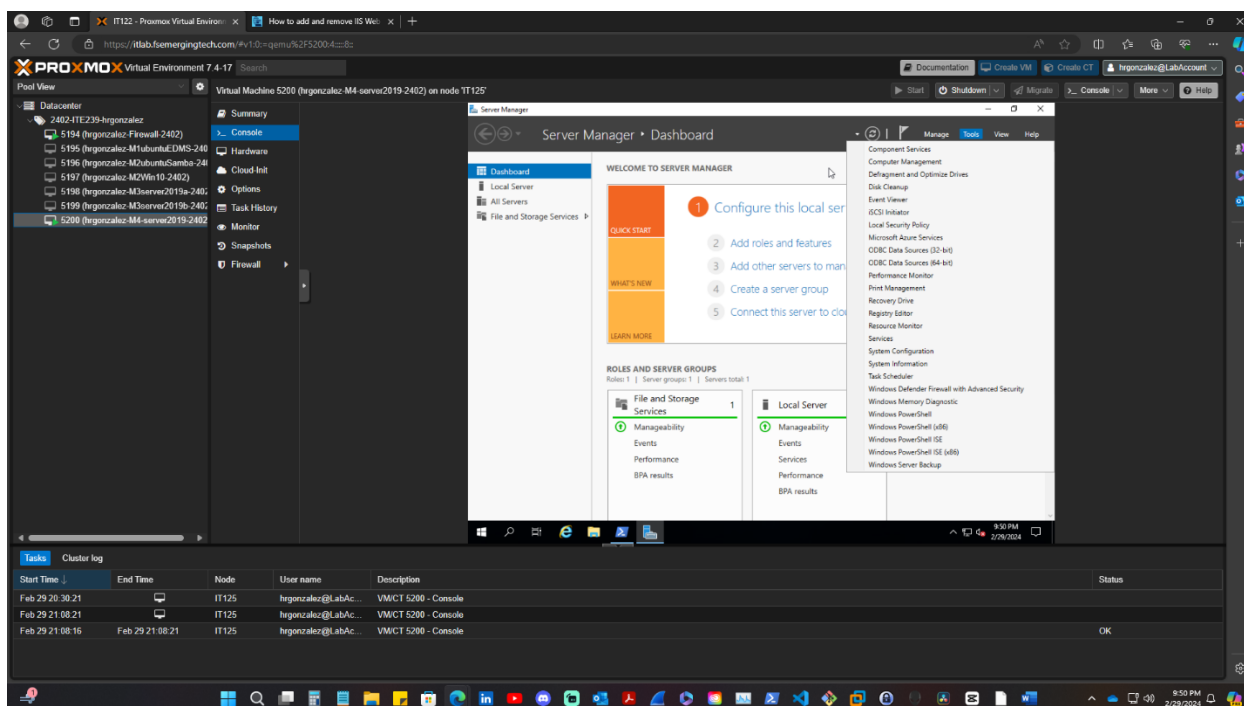 IT122 - Proxmox Virtual Environ
How to add and remove IIS Web
https://itlab.fsemergingtech.com/#v1:0:=qemu%2F5200:4:::::8::
PROXMOX Virtual Environment 7.4-17 Search
Documentation Create VM Create CT hrgonzalez@LabAccount
Pool View
Virtual Machine 5200 (hrgonzalez-M4-server2019-2402) on node 'IT125'
Start Shutdown Migrate >_ Console More Help
Datacenter
2402-ITE239-hrgonzalez
5194 (hrgonzalez-Firewall-2402)
5195 (hrgonzalez-M1ubuntuEDMS-240
5196 (hrgonzalez-M2ubuntuSamba-240
5197 (hrgonzalez-M2Win10-2402)
5198 (hrgonzalez-M3server2019a-2402
5199 (hrgonzalez-M3server2019b-2402
5200 (hrgonzalez-M4-server2019-2402
Summary
>_ Console
Hardware
Cloud-Init
Options
Task History
Monitor
Snapshots
Firewall
Server Manager
Server Manager • Dashboard
Manage Tools View Help
Dashboard
Local Server
All Servers
File and Storage Services
WELCOME TO SERVER MANAGER
QUICK START
WHAT'S NEW
LEARN MORE
1 Configure this local ser
2 Add roles and features
3 Add other servers to man
4 Create a server group
5 Connect this server to clou
ROLES AND SERVER GROUPS
Roles: 1 | Server groups: 1 | Servers total: 1
File and Storage Services 1
Manageability
Events
Performance
BPA results
Local Server
Manageability
Events
Services
Performance
BPA results
Component Services
Computer Management
Defragment and Optimize Drives
Disk Cleanup
Event Viewer
iSCSI Initiator
Local Security Policy
Microsoft Azure Services
ODBC Data Sources (32-bit)
ODBC Data Sources (64-bit)
Performance Monitor
Print Management
Recovery Drive
Registry Editor
Resource Monitor
Services
System Configuration
System Information
Task Scheduler
Windows Defender Firewall with Advanced Security
Windows Memory Diagnostic
Windows PowerShell
Windows PowerShell (x86)
Windows PowerShell ISE
Windows PowerShell ISE (x86)
Windows Server Backup
9:50 PM
2/29/2024
Tasks Cluster log
Start Time End Time Node User name Description Status
Feb 29 20:30:21 IT125 hrgonzalez@LabAc... VM/CT 5200 - Console
Feb 29 21:08:21 IT125 hrgonzalez@LabAc... VM/CT 5200 - Console
Feb 29 21:08:16 Feb 29 21:08:21 IT125 hrgonzalez@LabAc... VM/CT 5200 - Console OK
9:50 PM
2/29/2024